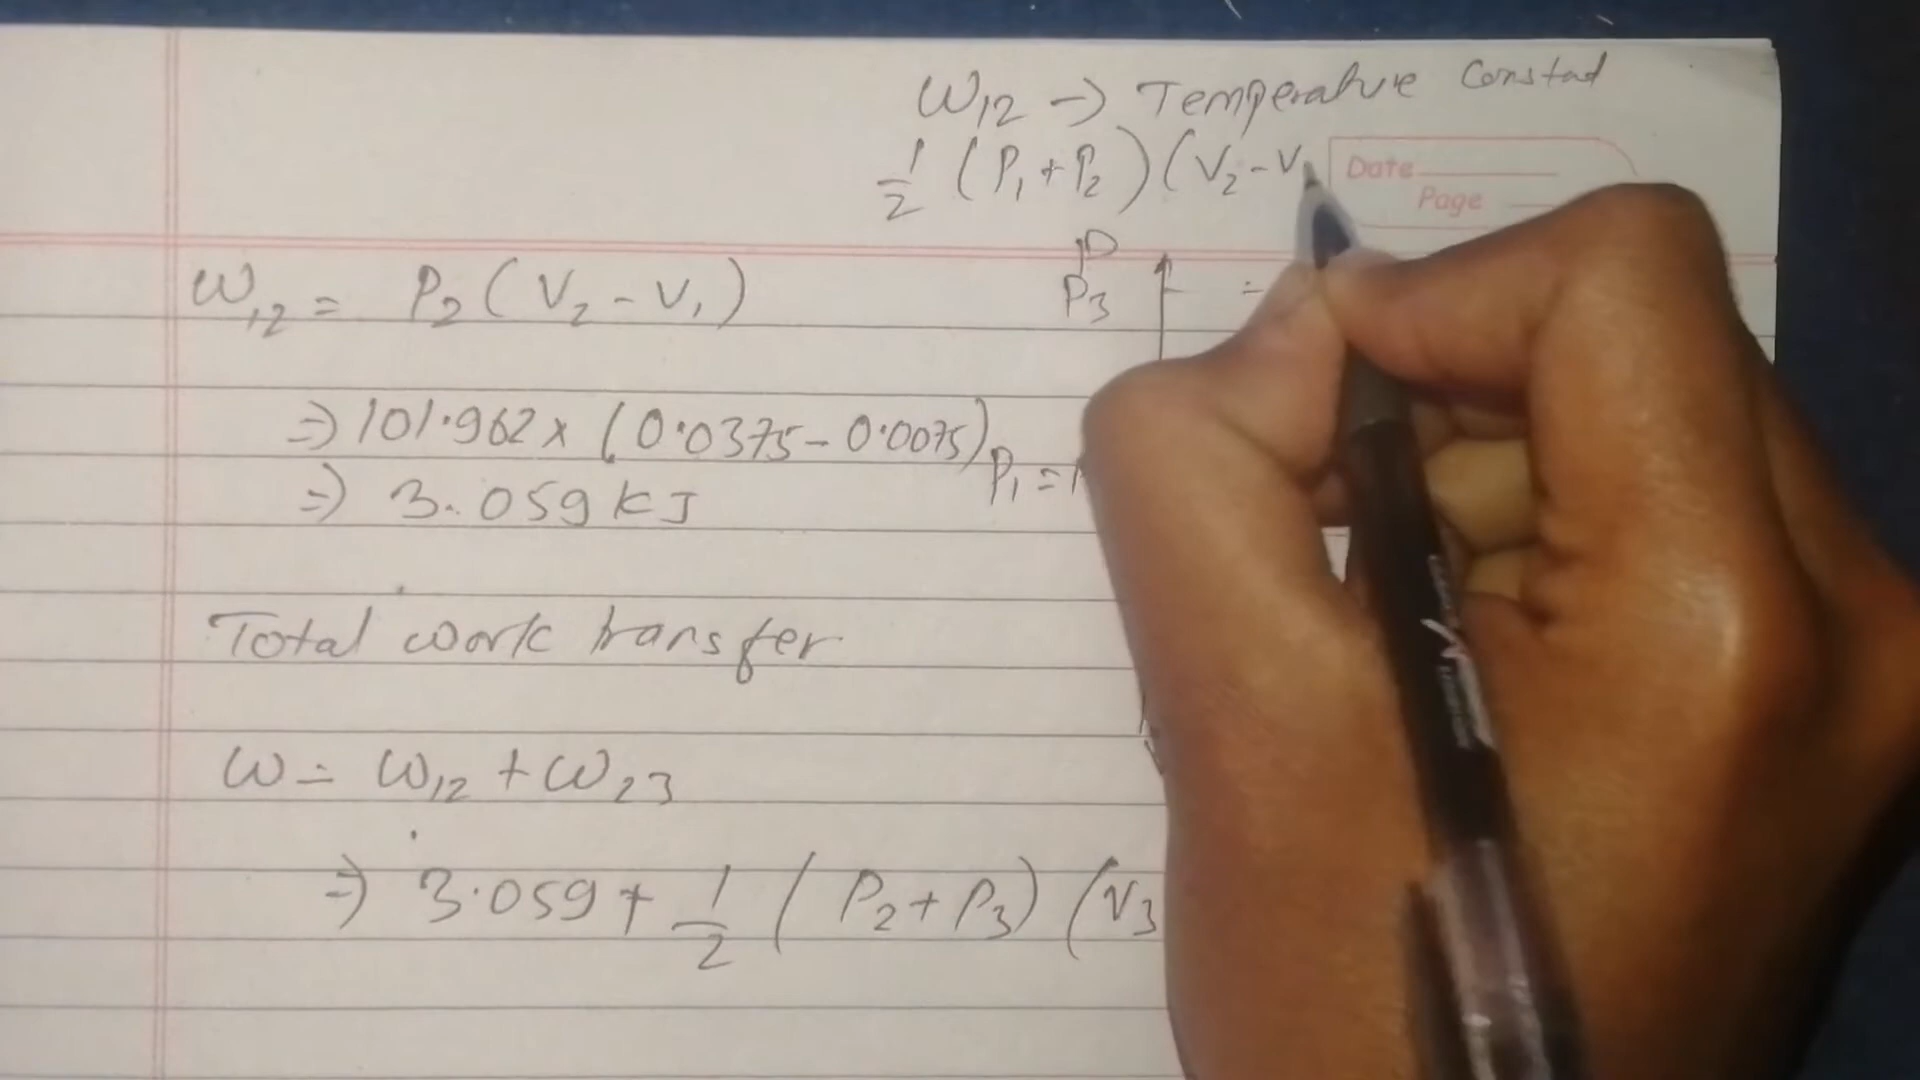 W12 → Temperature Constad
1/2 (P1 + P2) (V2 - V
Date
Page
P
P3
=
W12 = P2 (V2 - V1)
⇒ 101.962 x (0.0375 - 0.0075)
P1 =
⇒ 3.059 kJ
Total work transfer
W = W12 + W23
⇒ 3.059 + 1/2 (P2 + P3) (V3